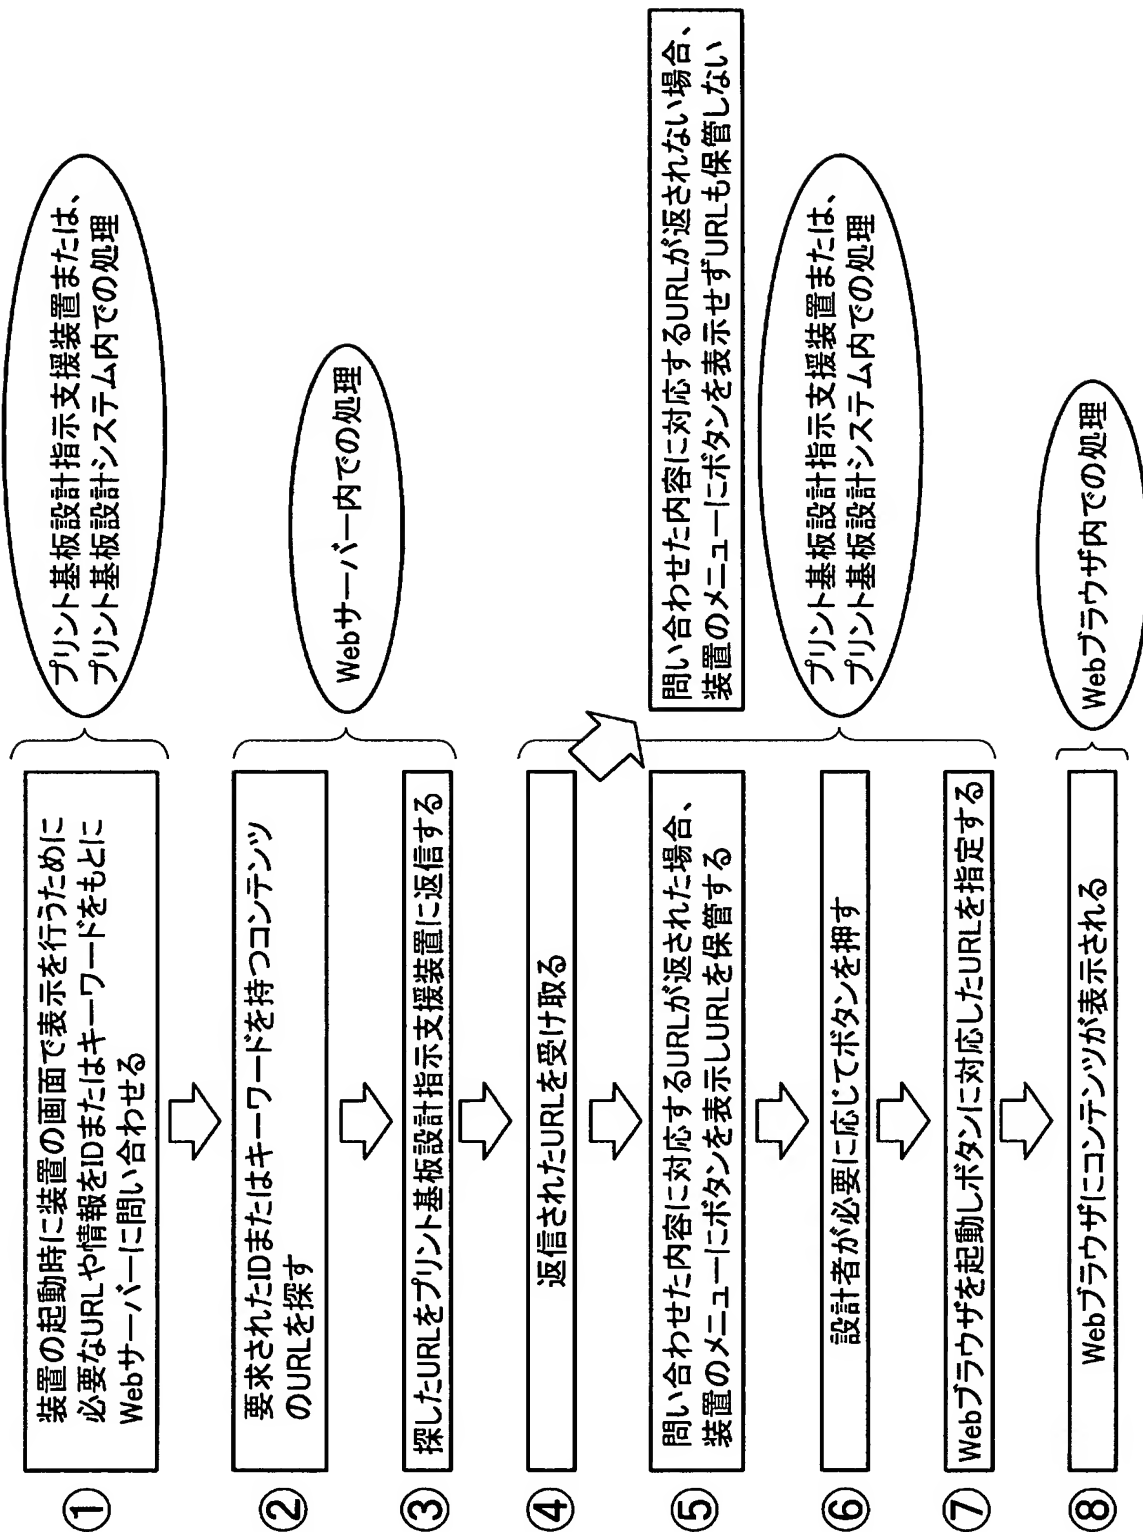 ①
装置の起動時に装置の画面で表示を行うために
必要なURLや情報をIDまたはキーワードをもとに
Webサーバーに問い合わせる
プリント基板設計指示支援装置または、
プリント基板設計システム内での処理
②
要求されたIDまたはキーワードを持つコンテンツ
のURLを探す
Webサーバー内での処理
③
探したURLをプリント基板設計指示支援装置に返信する
④
返信されたURLを受け取る
⑤
問い合わせた内容に対応するURLが返された場合、
装置のメニューにボタンを表示しURLを保管する
問い合わせた内容に対応するURLが返されない場合、
装置のメニューにボタンを表示せずURLも保管しない
⑥
設計者が必要に応じてボタンを押す
プリント基板設計指示支援装置または、
プリント基板設計システム内での処理
⑦
Webブラウザを起動しボタンに対応したURLを指定する
⑧
Webブラウザにコンテンツが表示される
Webブラウザ内での処理